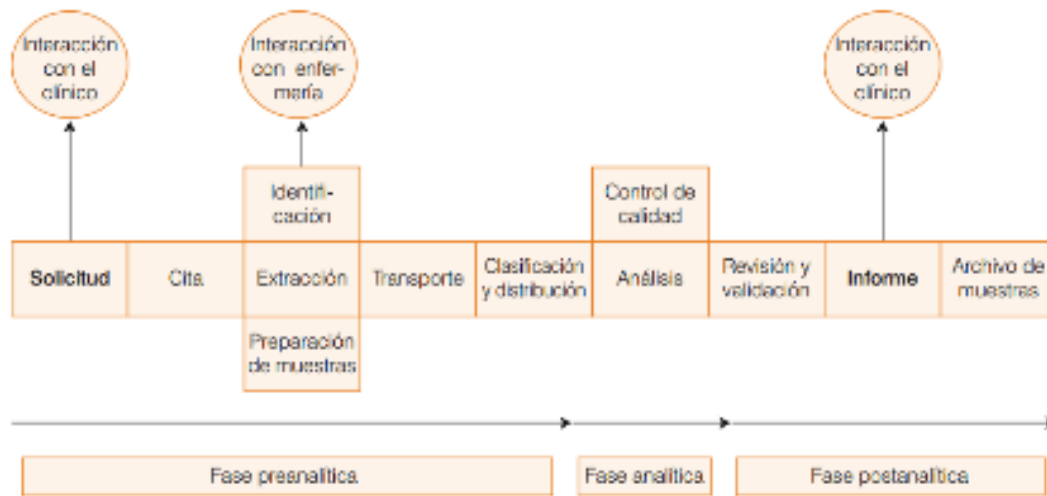 Interacción
con el
clínico
Interacción
con enfer-
mería
Interacción
con el
clínico
Identifi-
cación
Control de
calidad
Solicitud
Cita
Extracción
Transporte
Clasificación
y distribución
Análisis
Revisión y
validación
Informe
Archivo de
muestras
Preparación
de muestras
Fase preanalítica
Fase analítica
Fase postanalítica